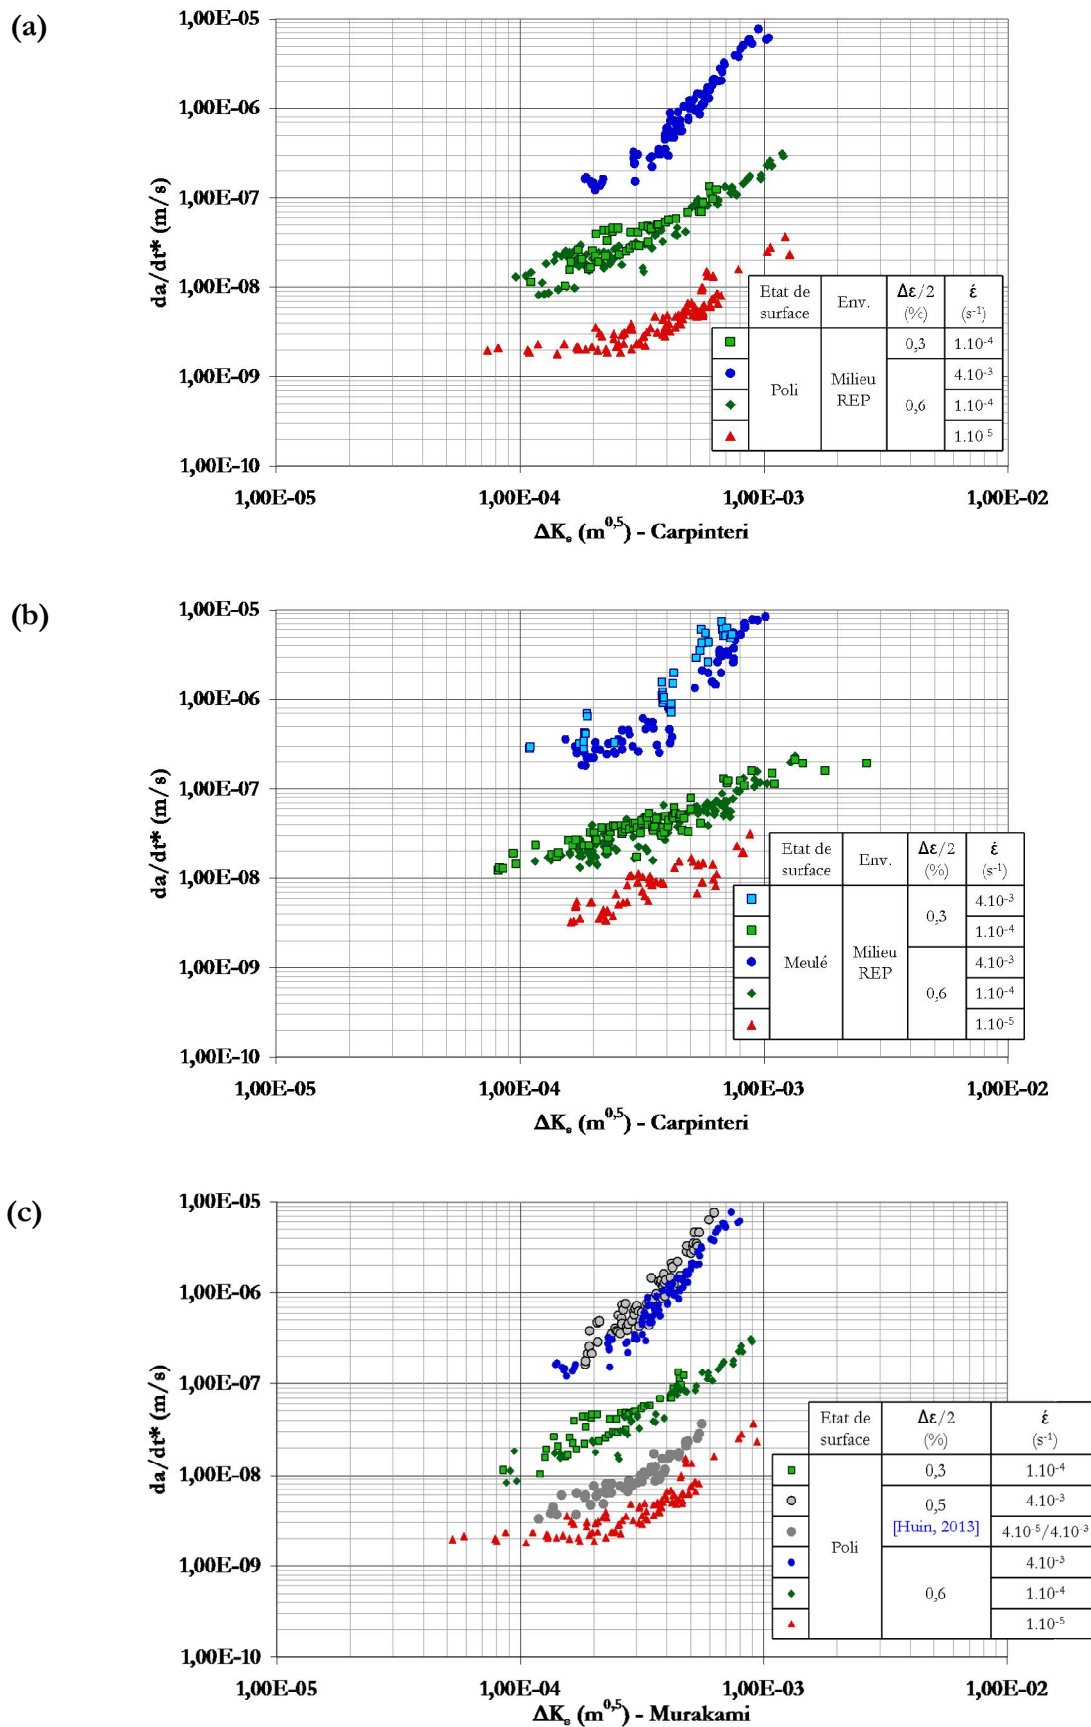 (a)
1,00E-05
1,00E-06
1,00E-07
1,00E-08
1,00E-09
1,00E-10
da/dt* (m/s)
1,00E-05 1,00E-04 1,00E-03 1,00E-02
ΔKε (m^0,5) - Carpinteri
Etat de surface Env. Δε/2 (%) έ (s⁻¹)
Poli Milieu REP
0,3 1.10⁻⁴
0,6 4.10⁻³
1.10⁻⁴
1.10⁻⁵
(b)
1,00E-05
1,00E-06
1,00E-07
1,00E-08
1,00E-09
1,00E-10
da/dt* (m/s)
1,00E-05 1,00E-04 1,00E-03 1,00E-02
ΔKε (m^0,5) - Carpinteri
Etat de surface Env. Δε/2 (%) έ (s⁻¹)
Meulé Milieu REP
0,3 4.10⁻³
1.10⁻⁴
0,6 4.10⁻³
1.10⁻⁴
1.10⁻⁵
(c)
1,00E-05
1,00E-06
1,00E-07
1,00E-08
1,00E-09
1,00E-10
da/dt* (m/s)
1,00E-05 1,00E-04 1,00E-03 1,00E-02
ΔKε (m^0,5) - Murakami
Etat de surface Δε/2 (%) έ (s⁻¹)
Poli
0,3 1.10⁻⁴
0,5 4.10⁻³
[Huin, 2013] 4.10⁻⁵/4.10⁻³
0,6 4.10⁻³
1.10⁻⁴
1.10⁻⁵